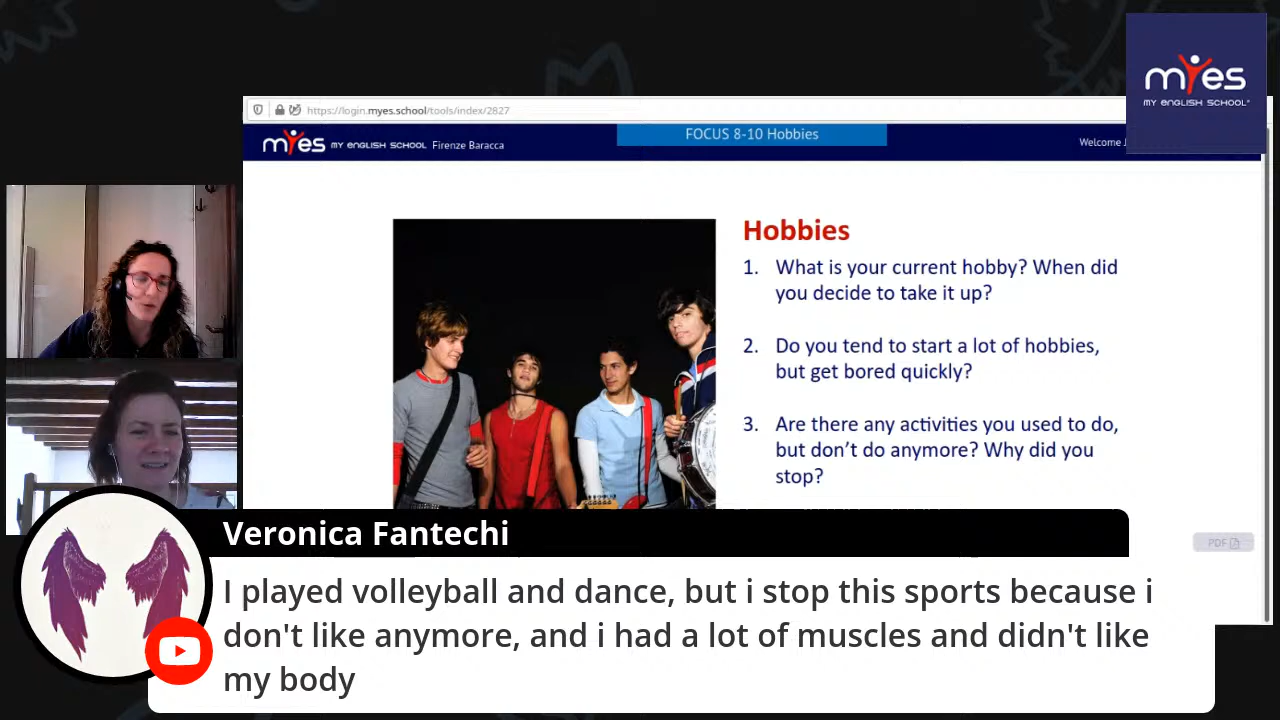 myes
MY ENGLISH SCHOOL
https://login.myes.school/tools/index/2827
myes MY ENGLISH SCHOOL Firenze Baracca
FOCUS 8-10 Hobbies
Welcome
Hobbies
1. What is your current hobby? When did
you decide to take it up?
2. Do you tend to start a lot of hobbies,
but get bored quickly?
3. Are there any activities you used to do,
but don't do anymore? Why did you
stop?
PDF
Veronica Fantechi
I played volleyball and dance, but i stop this sports because i
don't like anymore, and i had a lot of muscles and didn't like
my body